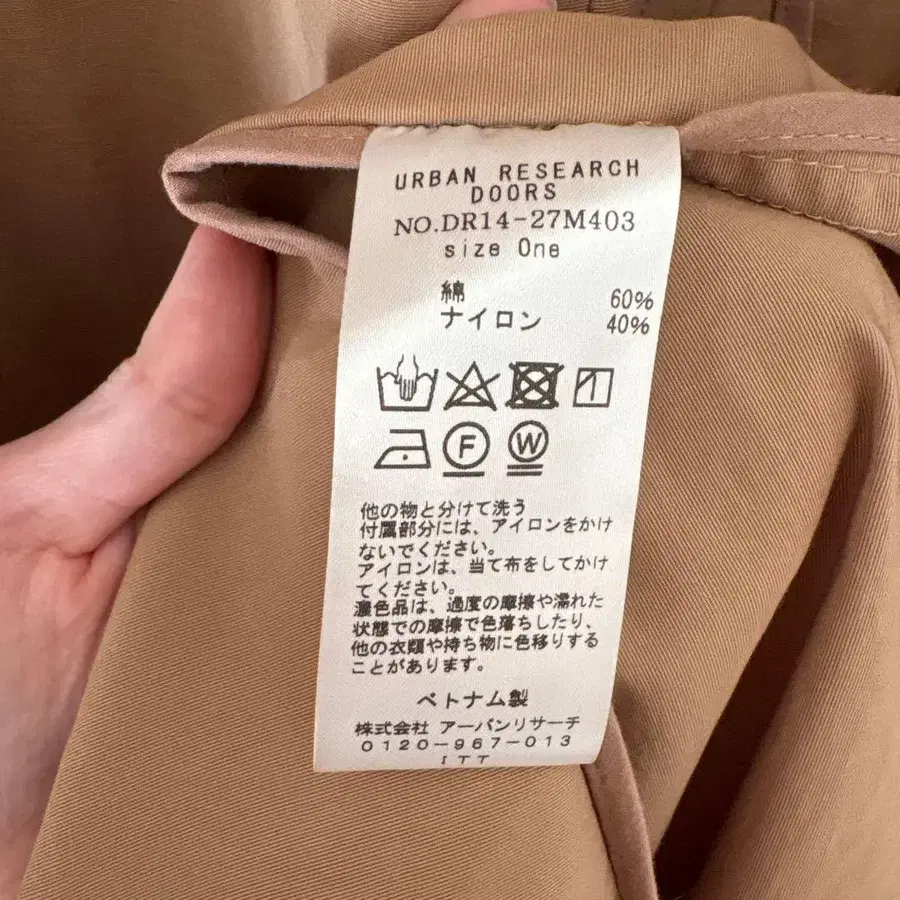 URBAN RESEARCH
DOORS
NO.DR14-27M403
size One
綿 60%
ナイロン 40%
F W
他の物と分けて洗う
付属部分には、アイロンをかけ
ないでください。
アイロンは、当て布をしてかけ
てください。
濃色品は、過度の摩擦や濡れた
状態での摩擦で色落ちしたり、
他の衣類や持ち物に色移りする
ことがあります。
ベトナム製
株式会社 アーバンリサーチ
0120-967-013
ITT